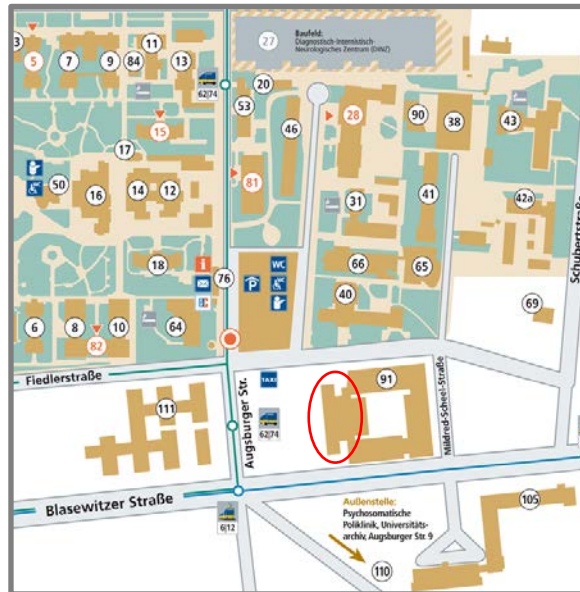 27
Baufeld:
Diagnostisch-Internistisch-
Neurologisches Zentrum (DINZ)
3
5
7
9
84
11
13
62|74
20
53
46
28
90
38
43
15
17
50
16
14
12
81
31
41
42a
18
76
WC
P
66
65
40
69
Schubertstraße
6
8
82
10
64
Fiedlerstraße
TAXI
91
Mildred-Scheel-Straße
111
Augsburger Str.
62|74
Blasewitzer Straße
6|12
Außenstelle:
Psychosomatische
Poliklinik, Universitäts-
archiv, Augsburger Str. 9
105
110